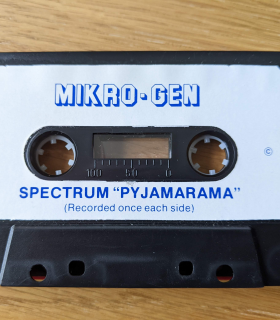 MIKRO·GEN
©
100 50 0
SPECTRUM "PYJAMARAMA"
(Recorded once each side)